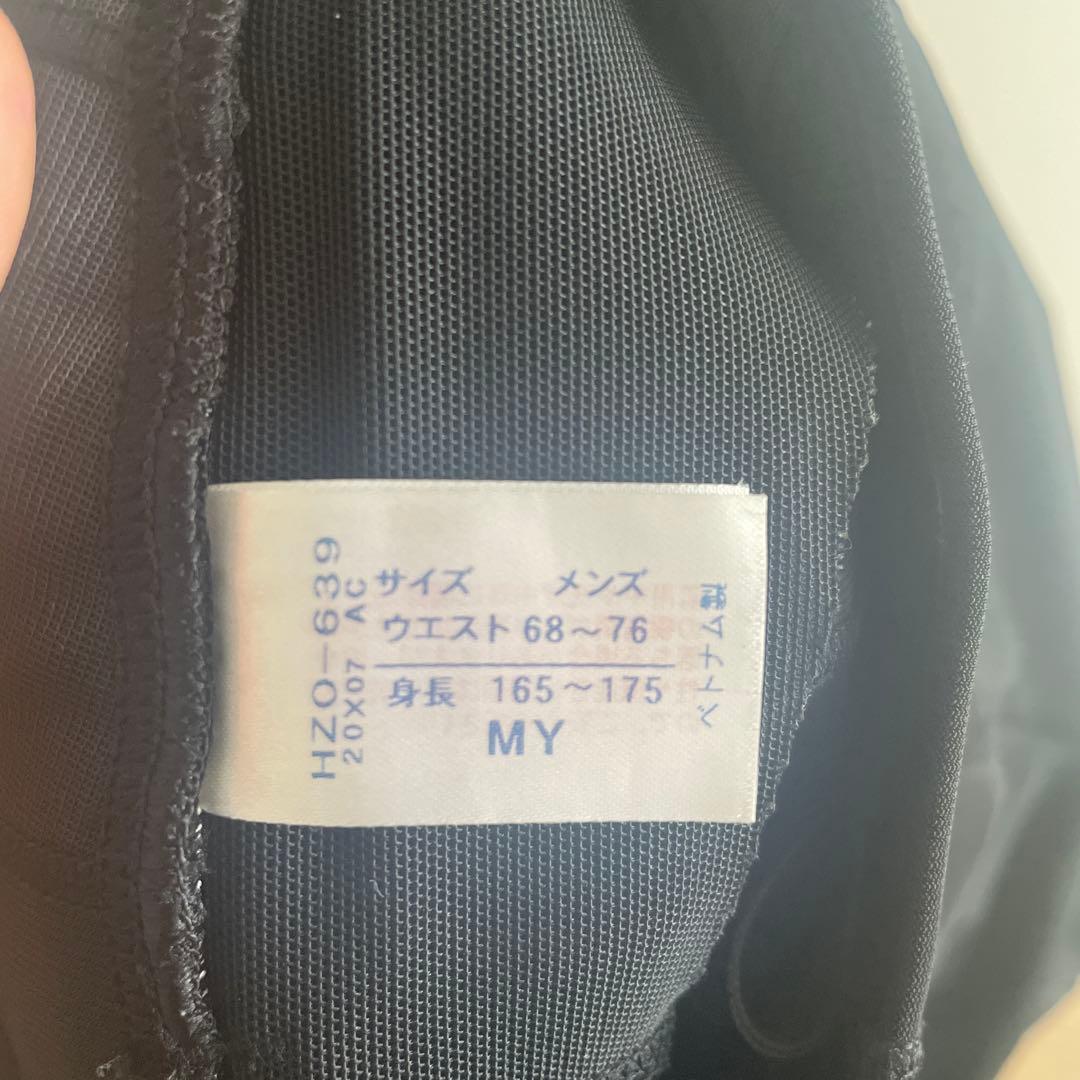 サイズ メンズ
ウエスト 68〜76
身長 165〜175
MY
HZO-639
20X07 AC
ベトナム製